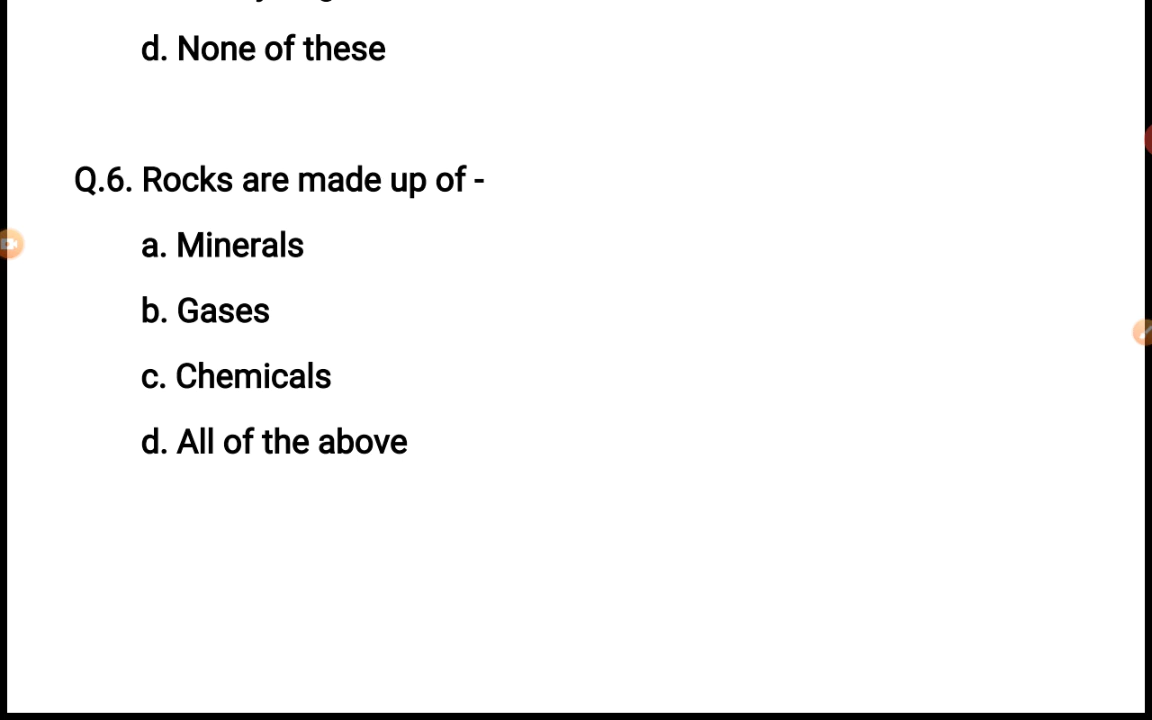 d. None of these
Q.6. Rocks are made up of -
a. Minerals
b. Gases
c. Chemicals
d. All of the above